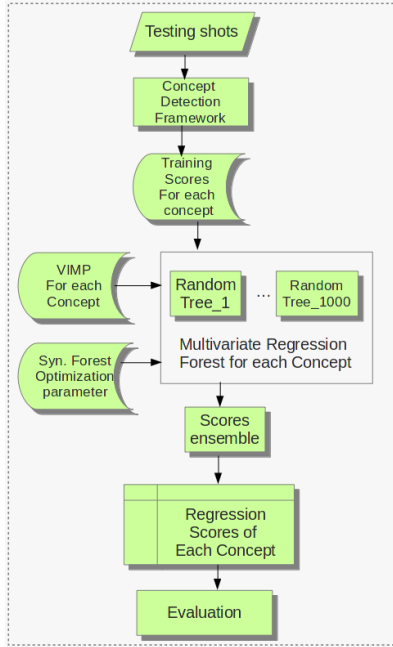 Testing shots
Concept
Detection
Framework
Training
Scores
For each
concept
VIMP
For each
Concept
Random
Tree_1
...
Random
Tree_1000
Multivariate Regression
Forest for each Concept
Syn. Forest
Optimization
parameter
Scores
ensemble
Regression
Scores of
Each Concept
Evaluation